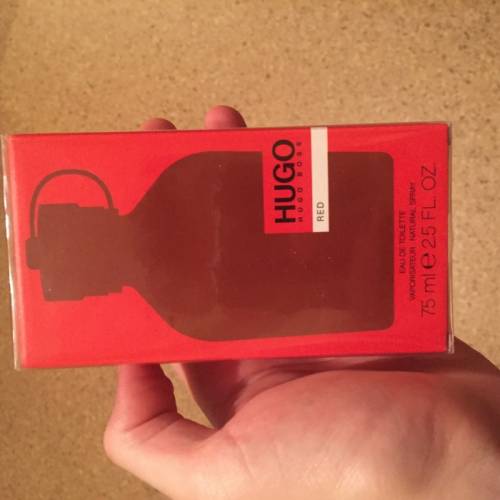 HUGO
HUGO BOSS
RED
EAU DE TOILETTE
VAPORISATEUR NATURAL SPRAY
75 ml e 2.5 FL. OZ.